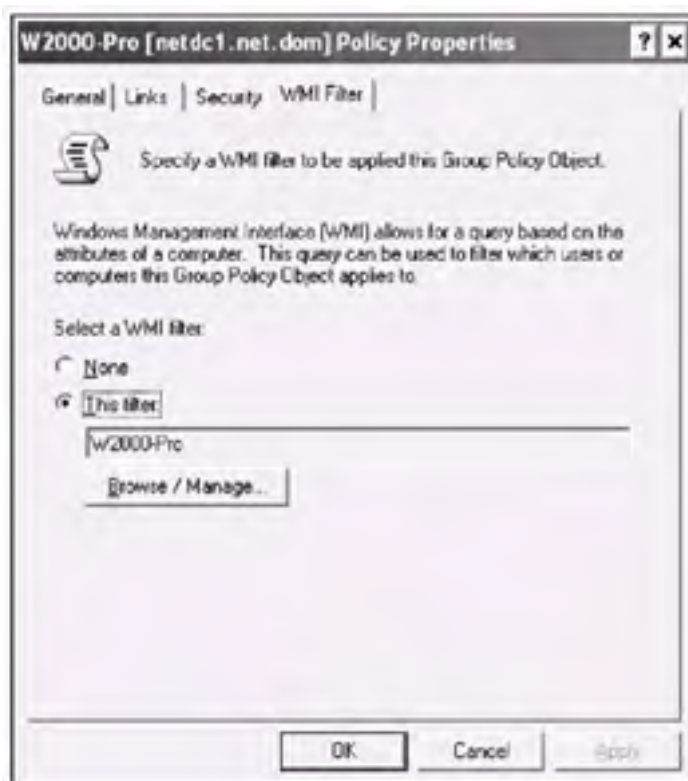 W2000-Pro [netdc1.net.dom] Policy Properties ? ×
General Links Security WMI Filter
Specify a WMI filter to be applied this Group Policy Object.
Windows Management Interface (WMI) allows for a query based on the
attributes of a computer. This query can be used to filter which users or
computers this Group Policy Object applies to.
Select a WMI filter:
None
This filter:
W2000-Pro
Browse / Manage...
OK Cancel Apply